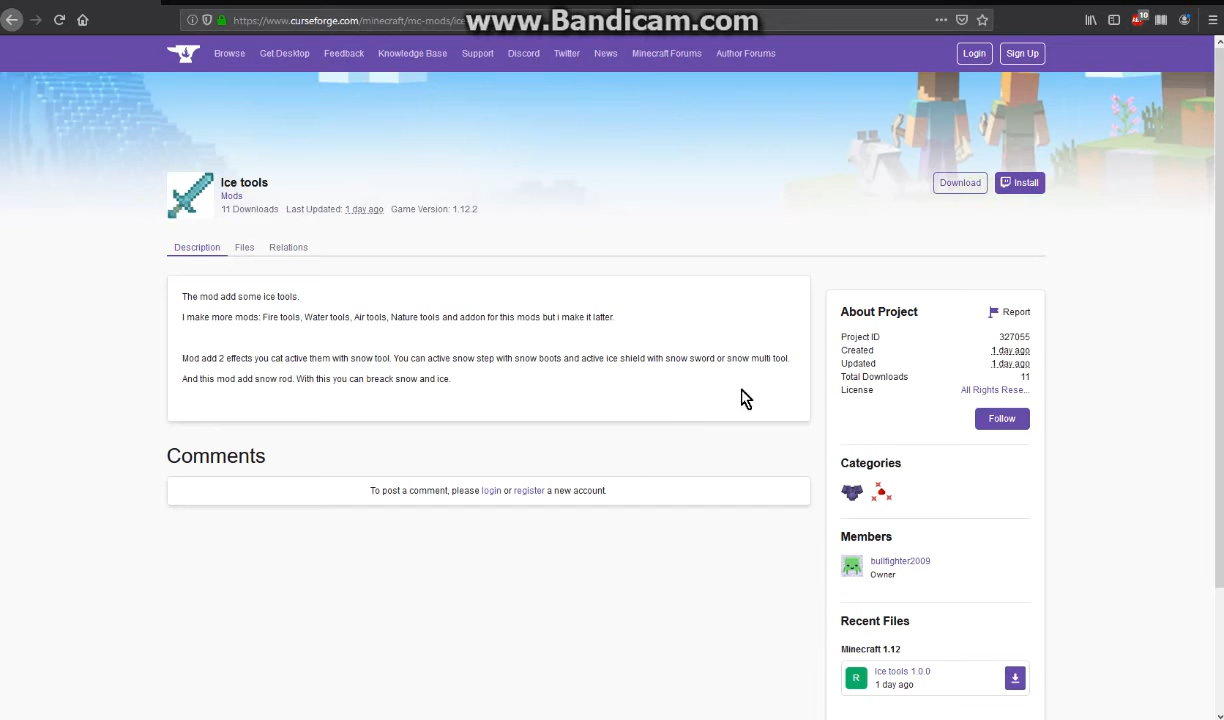 https://www.curseforge.com/minecraft/mc-mods/ice
www.Bandicam.com
10
Browse Get Desktop Feedback Knowledge Base Support Discord Twitter News Minecraft Forums Author Forums Login Sign Up
Ice tools
Mods
11 Downloads Last Updated: 1 day ago Game Version: 1.12.2
Download Install
Description Files Relations
The mod add some ice tools.
I make more mods: Fire tools, Water tools, Air tools, Nature tools and addon for this mods but i make it latter.
Mod add 2 effects you cat active them with snow tool. You can active snow step with snow boots and active ice shield with snow sword or snow multi tool.
And this mod add snow rod. With this you can breack snow and ice.
Comments
To post a comment, please login or register a new account.
About Project
Report
Project ID 327055
Created 1 day ago
Updated 1 day ago
Total Downloads 11
License All Rights Rese...
Follow
Categories
Members
bullfighter2009
Owner
Recent Files
Minecraft 1.12
R
Ice tools 1.0.0
1 day ago